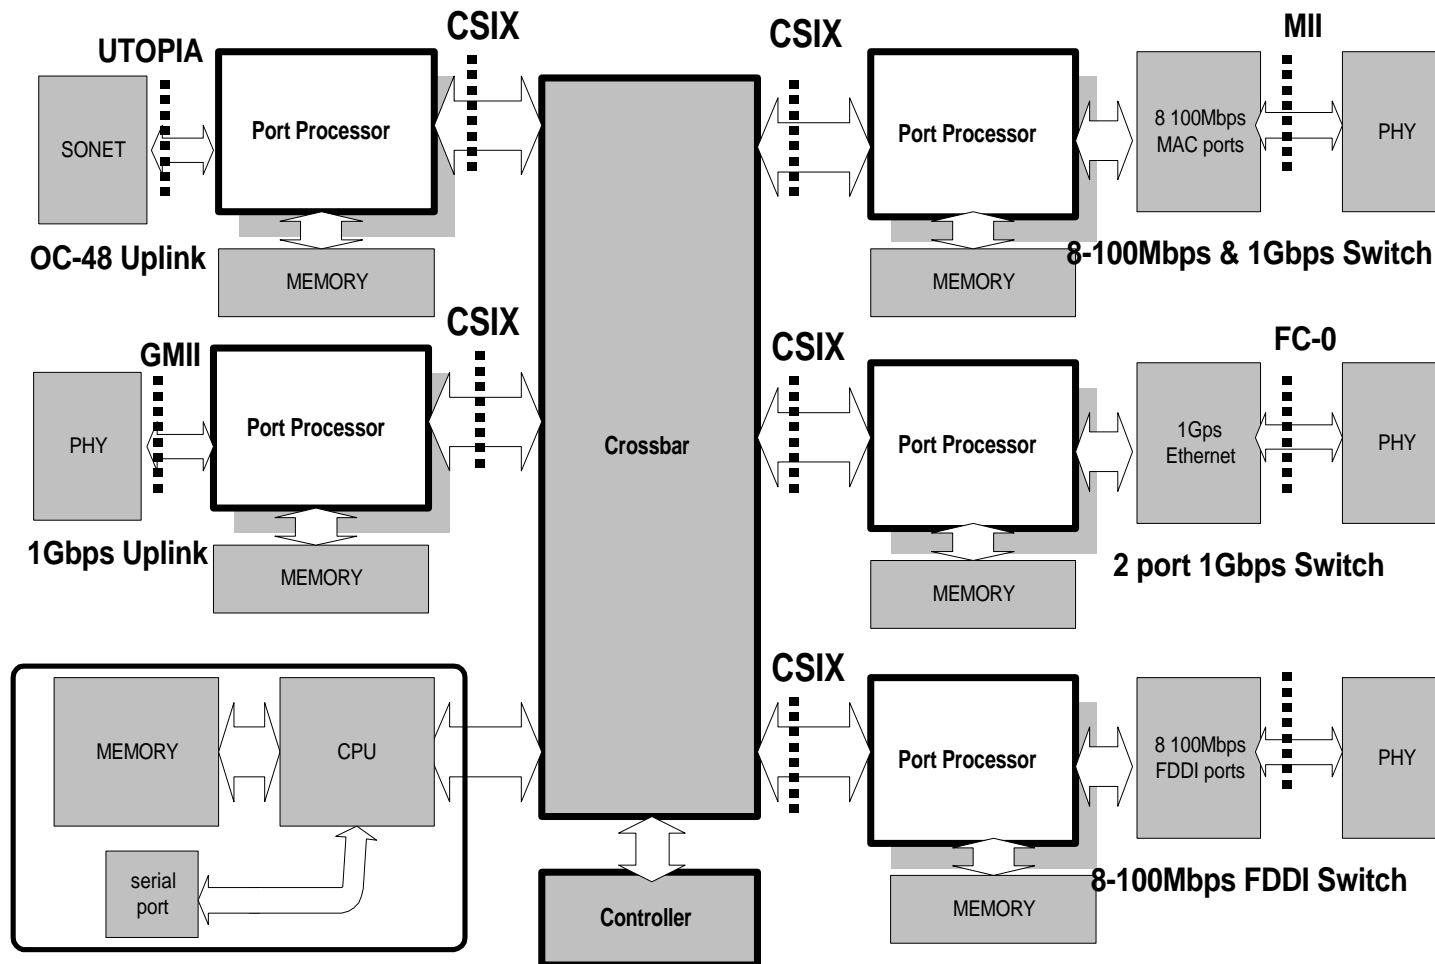 CSIX
UTOPIA
Port Processor
SONET
OC-48 Uplink
MEMORY
CSIX
GMII
PHY
Port Processor
1Gbps Uplink
MEMORY
MEMORY
CPU
serial
port
Crossbar
Controller
CSIX
MII
Port Processor
8 100Mbps
MAC ports
PHY
8-100Mbps & 1Gbps Switch
MEMORY
CSIX
FC-0
Port Processor
1Gps
Ethernet
PHY
2 port 1Gbps Switch
MEMORY
CSIX
Port Processor
8 100Mbps
FDDI ports
PHY
8-100Mbps FDDI Switch
MEMORY